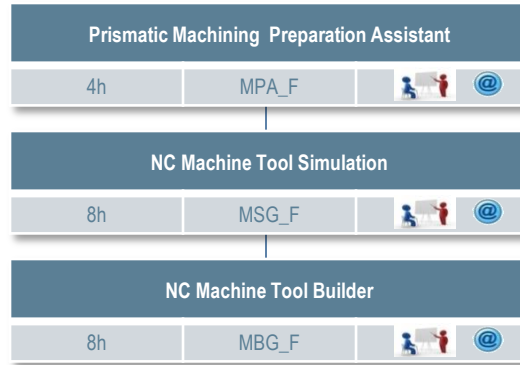 Prismatic Machining Preparation Assistant
4h MPA_F @
NC Machine Tool Simulation
8h MSG_F @
NC Machine Tool Builder
8h MBG_F @